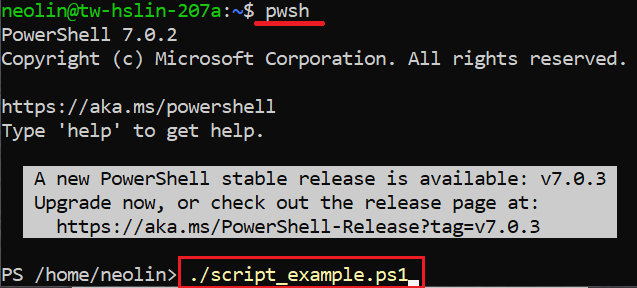 neolin@tw-hslin-207a:~$ pwsh
PowerShell 7.0.2
Copyright (c) Microsoft Corporation. All rights reserved.
https://aka.ms/powershell
Type 'help' to get help.
A new PowerShell stable release is available: v7.0.3
Upgrade now, or check out the release page at:
https://aka.ms/PowerShell-Release?tag=v7.0.3
PS /home/neolin> ./script_example.ps1